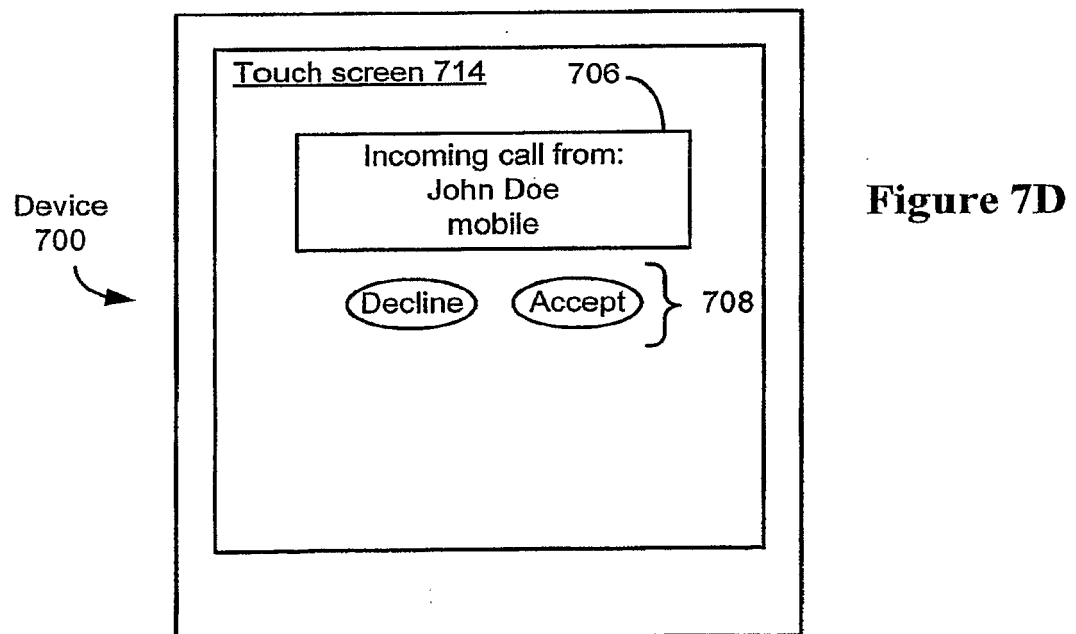 Touch screen 714
706
Incoming call from:
John Doe
mobile
Device
700
Figure 7D
Decline
Accept
708